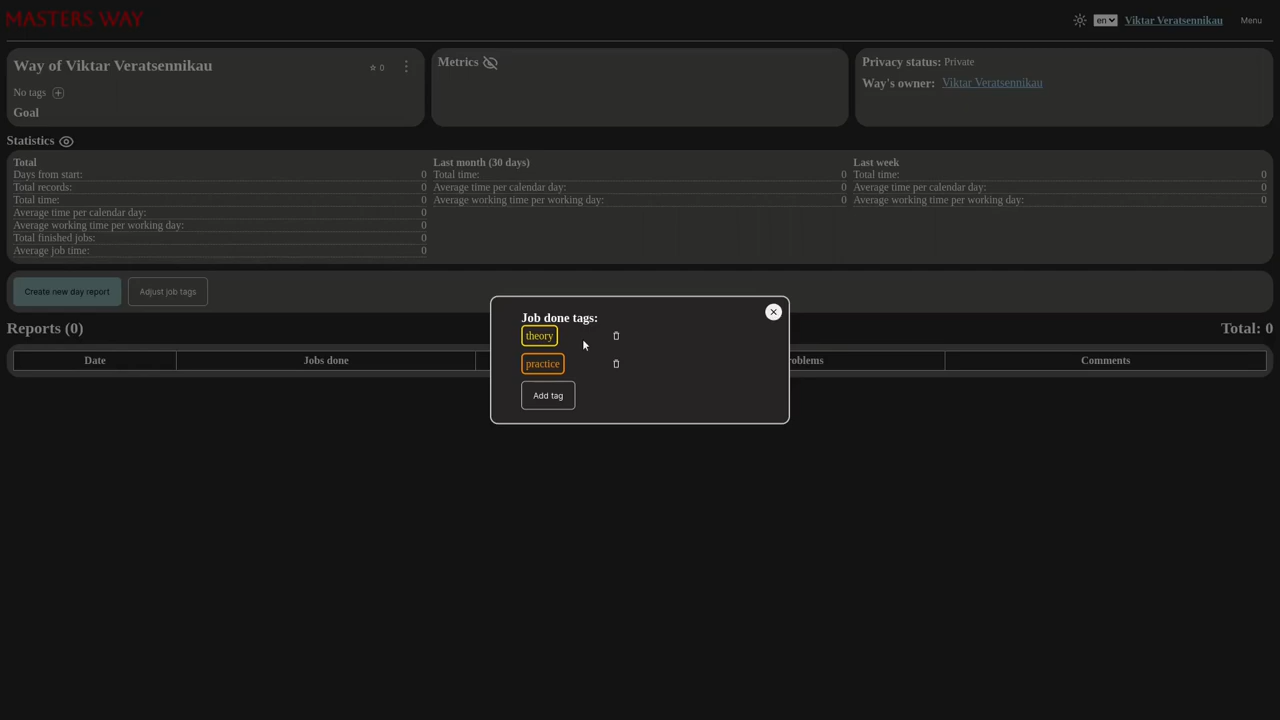 MASTERS WAY
en
Viktar Veratsennikau
Menu
Way of Viktar Veratsennikau
0
No tags
Goal
Metrics
Privacy status: Private
Way's owner: Viktar Veratsennikau
Statistics
Total
Days from start: 0
Total records: 0
Total time: 0
Average time per calendar day: 0
Average working time per working day: 0
Total finished jobs: 0
Average job time: 0
Last month (30 days)
Total time: 0
Average time per calendar day: 0
Average working time per working day: 0
Last week
Total time: 0
Average time per calendar day: 0
Average working time per working day: 0
Create new day report
Adjust job tags
Reports (0)
Total: 0
Date
Jobs done
oblems
Comments
Job done tags:
theory
practice
Add tag